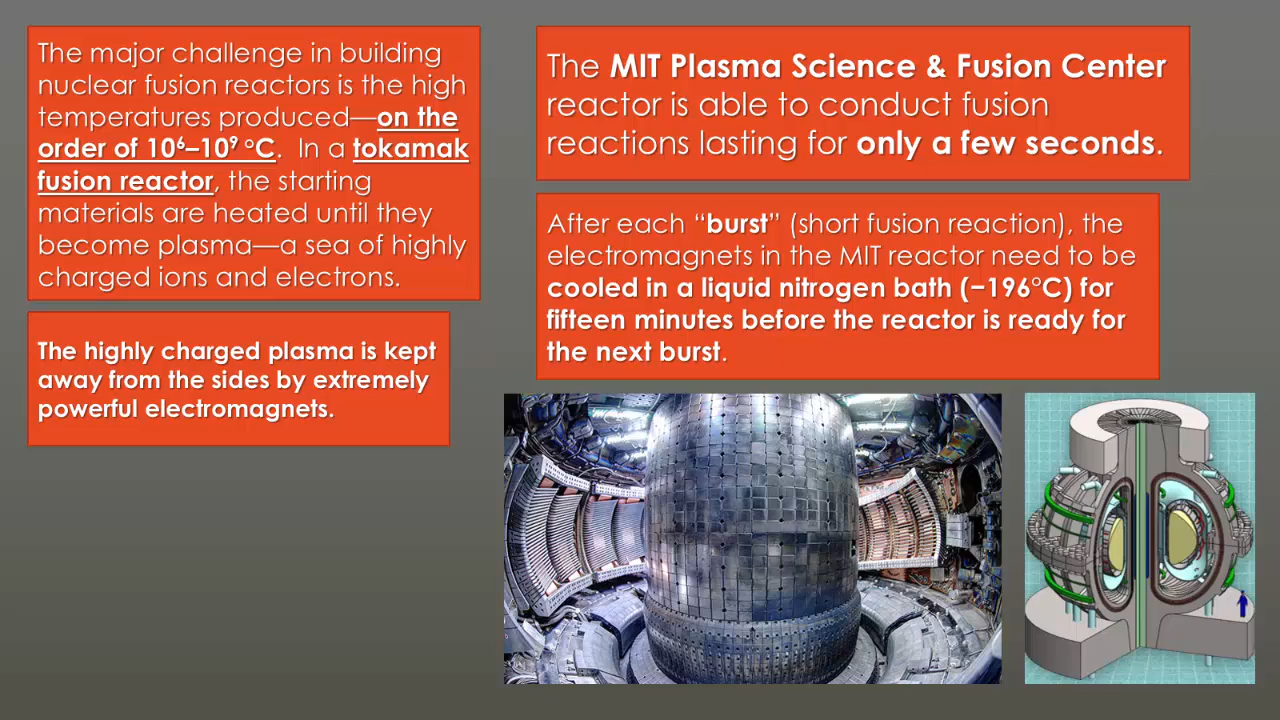 The major challenge in building
nuclear fusion reactors is the high
temperatures produced—on the
order of 10⁶–10⁹ °C.  In a tokamak
fusion reactor, the starting
materials are heated until they
become plasma—a sea of highly
charged ions and electrons.
The highly charged plasma is kept
away from the sides by extremely
powerful electromagnets.
The MIT Plasma Science & Fusion Center
reactor is able to conduct fusion
reactions lasting for only a few seconds.
After each “burst” (short fusion reaction), the
electromagnets in the MIT reactor need to be
cooled in a liquid nitrogen bath (−196°C) for
fifteen minutes before the reactor is ready for
the next burst.